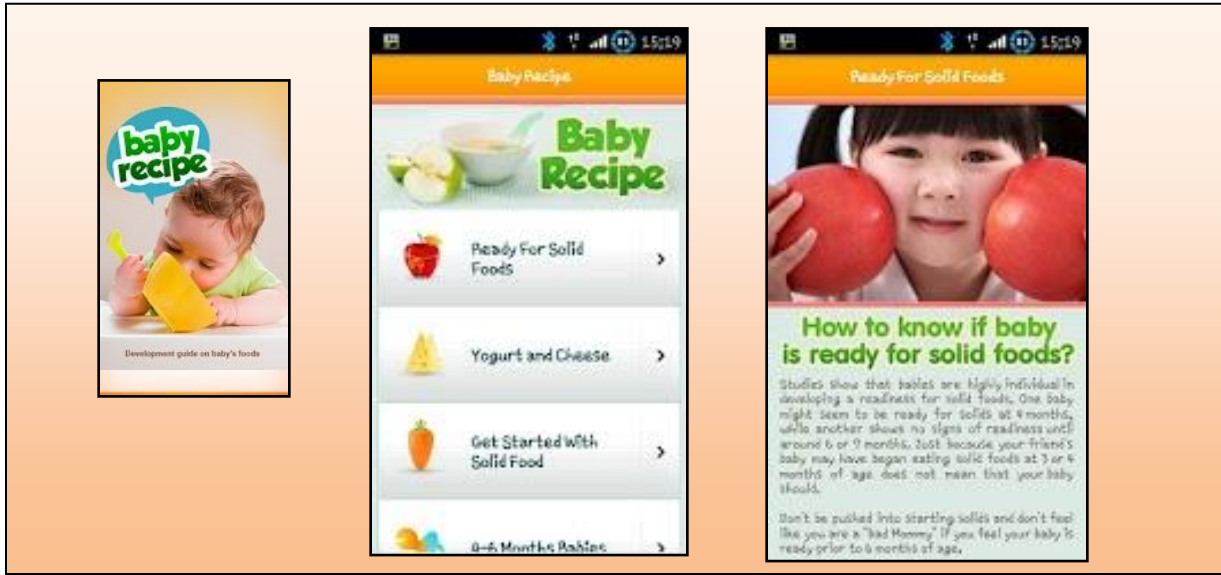 baby
recipe
Development guide on baby's foods
15:19
Baby Recipe
Baby
Recipe
Ready For Solid
Foods
Yogurt and Cheese
Get Started With
Solid Food
4-6 Months Babies
15:19
Ready For Solid Foods
How to know if baby
is ready for solid foods?
Studies show that babies are highly individual in
developing a readiness for solid foods. One baby
might seem to be ready for solids at 4 months,
while another shows no signs of readiness until
around 6 or 9 months. Just because your friend's
baby may have began eating solid foods at 3 or 4
months of age does not mean that your baby
should.
Don't be pushed into starting solids and don't feel
like you are a "bad Mommy" if you feel your baby is
ready prior to 6 months of age.